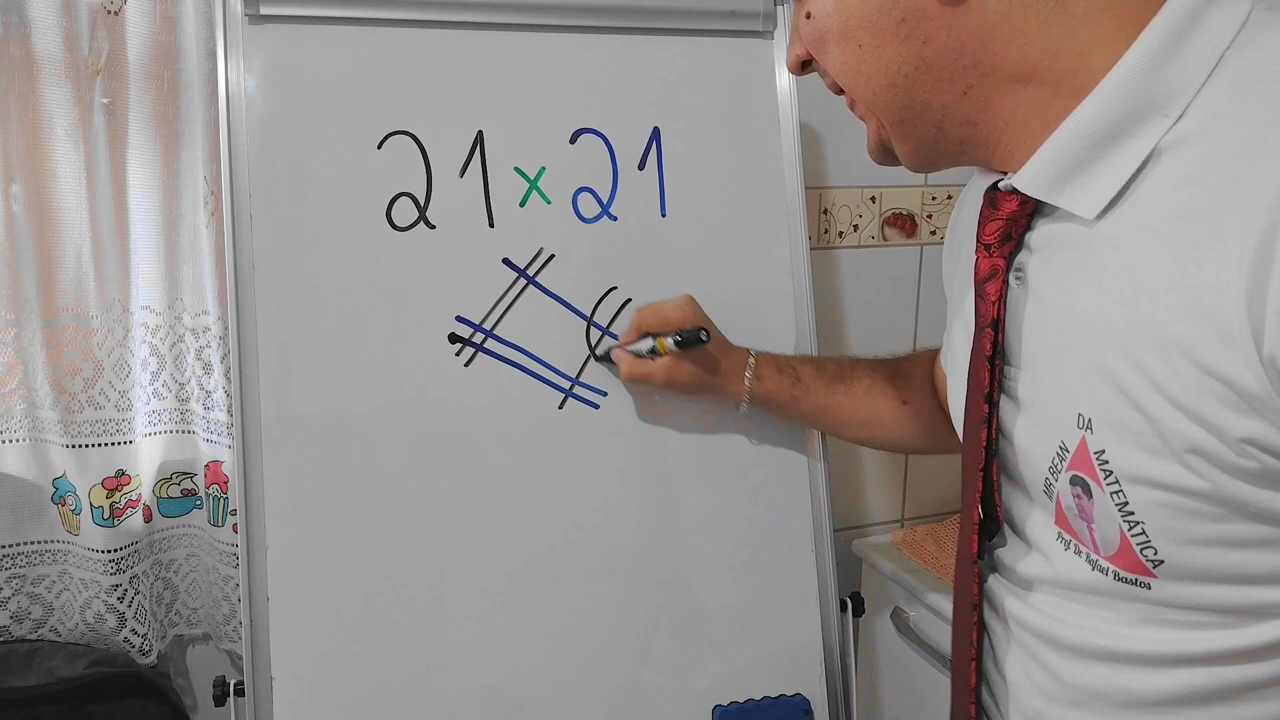 21 x 21
MR BEAN
DA
MATEMÁTICA
Prof. Dr. Rafael Bastos